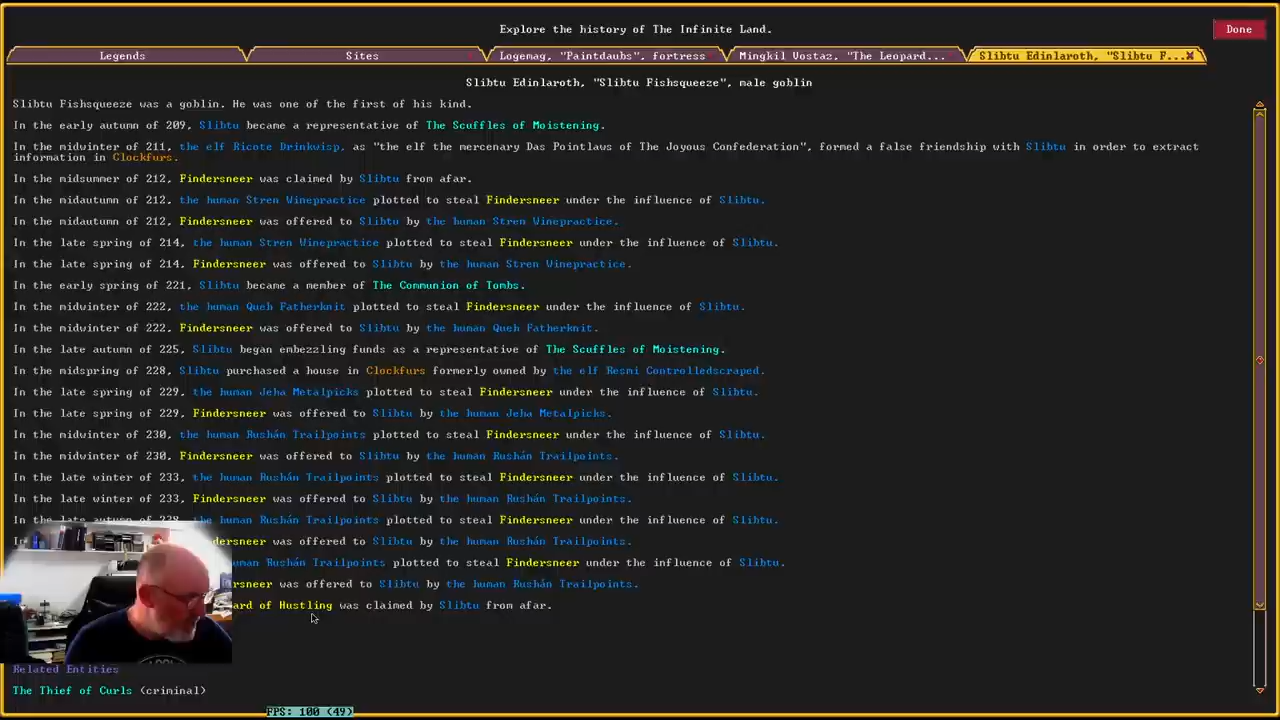 Explore the history of The Infinite Land.
Done
Legends
Sites
Logemag, "Paintdaubs", fortress
Mingkil Vostaz, "The Leopard...
Slibtu Edinlaroth, "Slibtu F...
Slibtu Edinlaroth, "Slibtu Fishsqueeze", male goblin
Slibtu Fishsqueeze was a goblin. He was one of the first of his kind.
In the early autumn of 209, Slibtu became a representative of The Scuffles of Moistening.
In the midwinter of 211, the elf Ricote Drinkwisp, as "the elf the mercenary Das Pointlaws of The Joyous Confederation", formed a false friendship with Slibtu in order to extract
information in Clockfurs.
In the midsummer of 212, Findersneer was claimed by Slibtu from afar.
In the midautumn of 212, the human Stren Winepractice plotted to steal Findersneer under the influence of Slibtu.
In the midautumn of 212, Findersneer was offered to Slibtu by the human Stren Winepractice.
In the late spring of 214, the human Stren Winepractice plotted to steal Findersneer under the influence of Slibtu.
In the late spring of 214, Findersneer was offered to Slibtu by the human Stren Winepractice.
In the early spring of 221, Slibtu became a member of The Communion of Tombs.
In the midwinter of 222, the human Queh Fatherknit plotted to steal Findersneer under the influence of Slibtu.
In the midwinter of 222, Findersneer was offered to Slibtu by the human Queh Fatherknit.
In the late autumn of 225, Slibtu began embezzling funds as a representative of The Scuffles of Moistening.
In the midspring of 228, Slibtu purchased a house in Clockfurs formerly owned by the elf Resmi Controlledscraped.
In the late spring of 229, the human Jeha Metalpicks plotted to steal Findersneer under the influence of Slibtu.
In the late spring of 229, Findersneer was offered to Slibtu by the human Jeha Metalpicks.
In the midwinter of 230, the human Rushán Trailpoints plotted to steal Findersneer under the influence of Slibtu.
In the midwinter of 230, Findersneer was offered to Slibtu by the human Rushán Trailpoints.
In the late winter of 233, the human Rushán Trailpoints plotted to steal Findersneer under the influence of Slibtu.
In the late winter of 233, Findersneer was offered to Slibtu by the human Rushán Trailpoints.
In the late autumn of the human Rushán Trailpoints plotted to steal Findersneer under the influence of Slibtu.
In was offered to Slibtu by the human Rushán Trailpoints.
human Rushán Trailpoints plotted to steal Findersneer under the influence of Slibtu.
was offered to Slibtu by the human Rushán Trailpoints.
of Hustling was claimed by Slibtu from afar.
Related Entities
The Thief of Curls (criminal)
FPS: 100 (49)